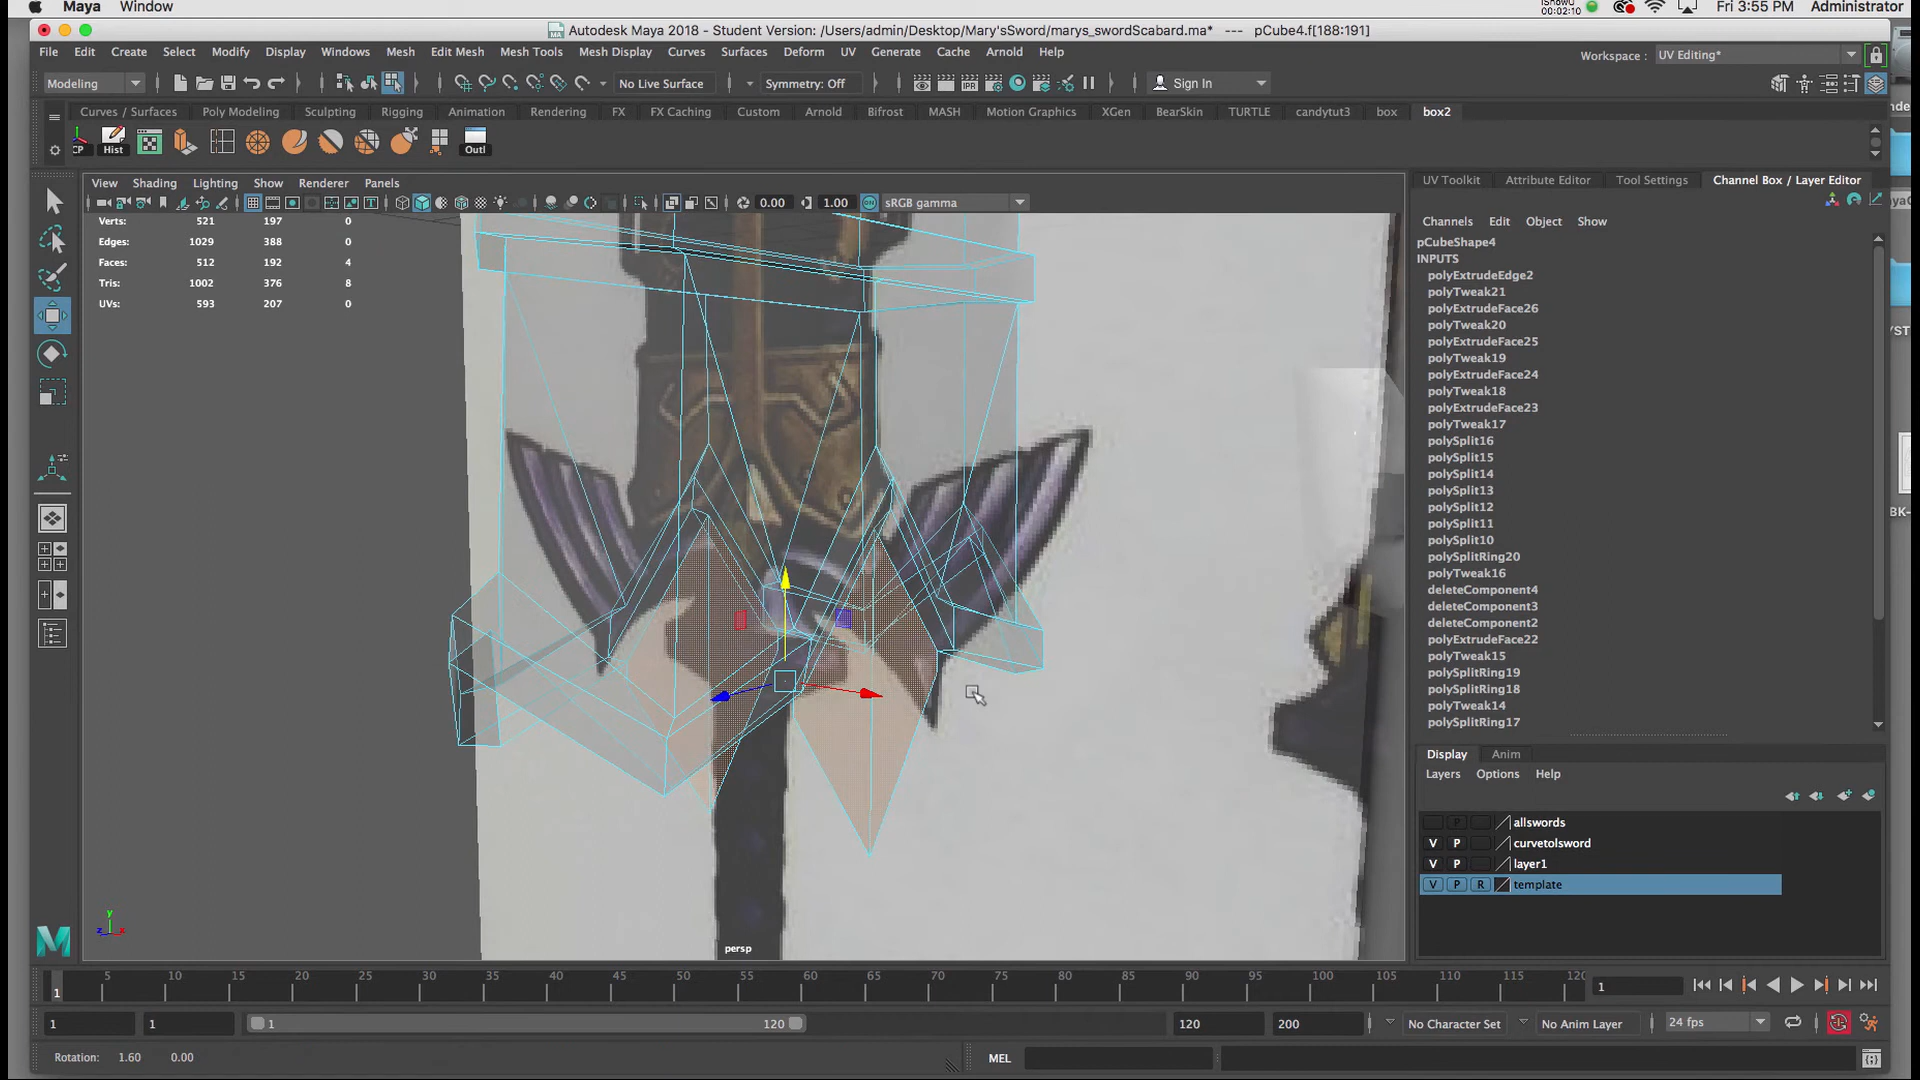 Maya Window iShowU 00:02:10 Fri 3:55 PM Administrator
Autodesk Maya 2018 - Student Version: /Users/admin/Desktop/Mary'sSword/marys_swordScabard.ma* --- pCube4.f[188:191]
File Edit Create Select Modify Display Windows Mesh Edit Mesh Mesh Tools Mesh Display Curves Surfaces Deform UV Generate Cache Arnold Help Workspace : UV Editing*
Modeling No Live Surface Symmetry: Off Sign In
Curves / Surfaces Poly Modeling Sculpting Rigging Animation Rendering FX FX Caching Custom Arnold Bifrost MASH Motion Graphics XGen BearSkin TURTLE candytut3 box box2
CP Hist Outl
View Shading Lighting Show Renderer Panels
0.00 1.00 sRGB gamma
Verts: 521 197 0
Edges: 1029 388 0
Faces: 512 192 4
Tris: 1002 376 8
UVs: 593 207 0
persp
UV Toolkit Attribute Editor Tool Settings Channel Box / Layer Editor
Channels Edit Object Show
pCubeShape4
INPUTS
polyExtrudeEdge2
polyTweak21
polyExtrudeFace26
polyTweak20
polyExtrudeFace25
polyTweak19
polyExtrudeFace24
polyTweak18
polyExtrudeFace23
polyTweak17
polySplit16
polySplit15
polySplit14
polySplit13
polySplit12
polySplit11
polySplit10
polySplitRing20
polyTweak16
deleteComponent4
deleteComponent3
deleteComponent2
polyExtrudeFace22
polyTweak15
polySplitRing19
polySplitRing18
polyTweak14
polySplitRing17
Display Anim
Layers Options Help
P allswords
V P curvetolsword
V P layer1
V P R template
5 10 15 20 25 30 35 40 45 50 55 60 65 70 75 80 85 90 95 100 105 110 115 120
1 1
1 1 1 120 120 200 No Character Set No Anim Layer 24 fps
Rotation: 1.60 0.00 MEL